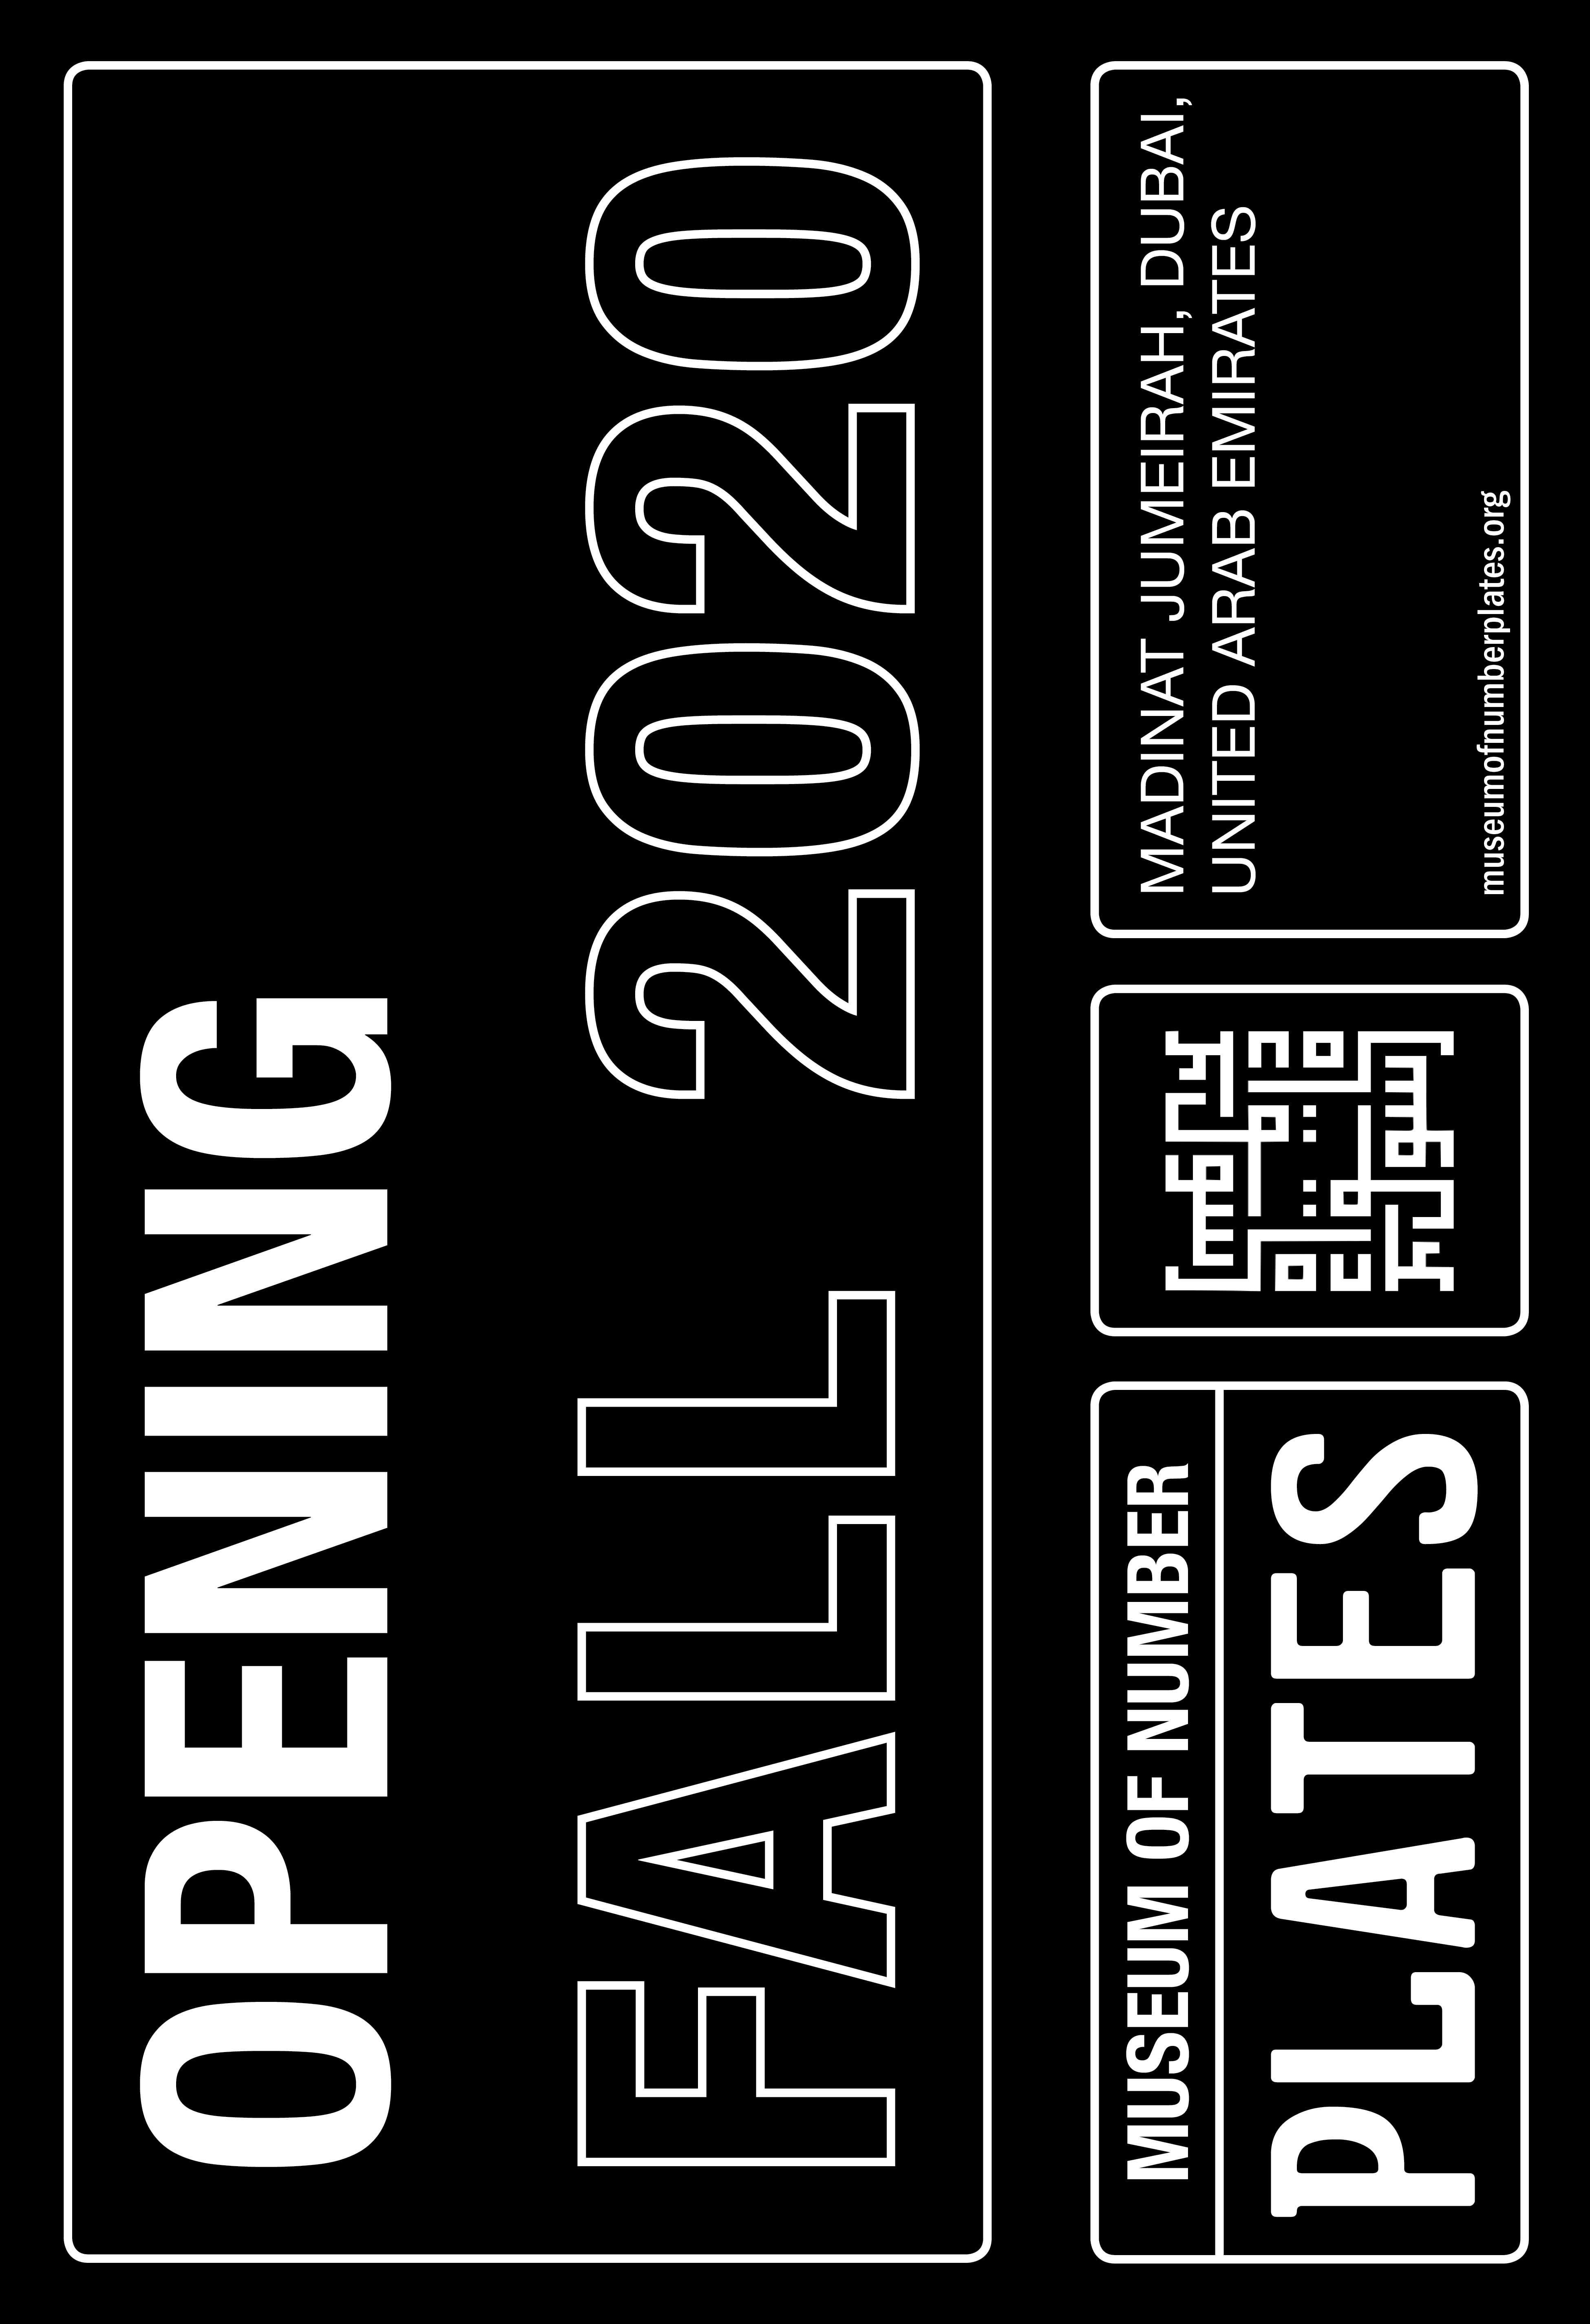 OPENING
FALL 2020
MUSEUM OF NUMBER
PLATES
MADINAT JUMEIRAH, DUBAI,
UNITED ARAB EMIRATES
museumofnumberplates.org